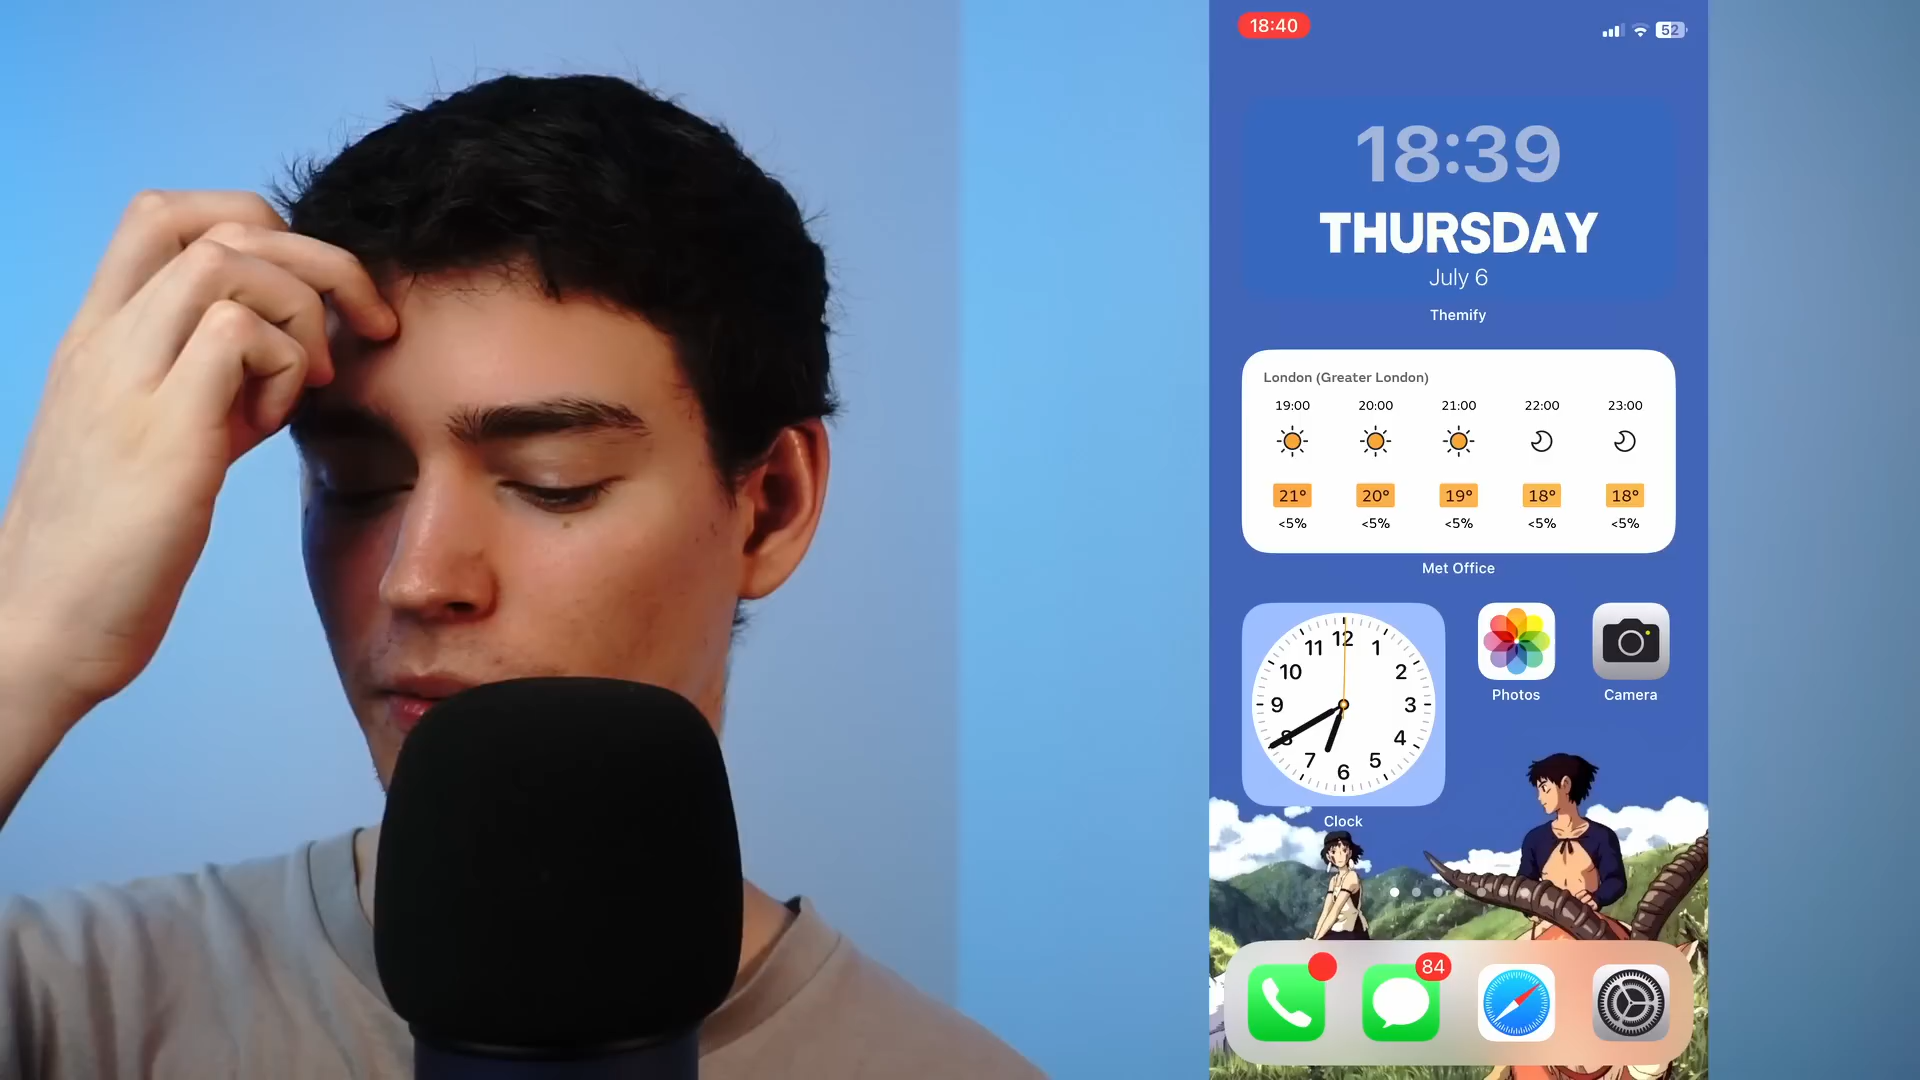 18:40
52
18:39
THURSDAY
July 6
Themify
London (Greater London)
19:00 20:00 21:00 22:00 23:00
21° 20° 19° 18° 18°
<5% <5% <5% <5% <5%
Met Office
12
11 1
10 2
9 3
8 4
7 5
6
Photos Camera
Clock
84